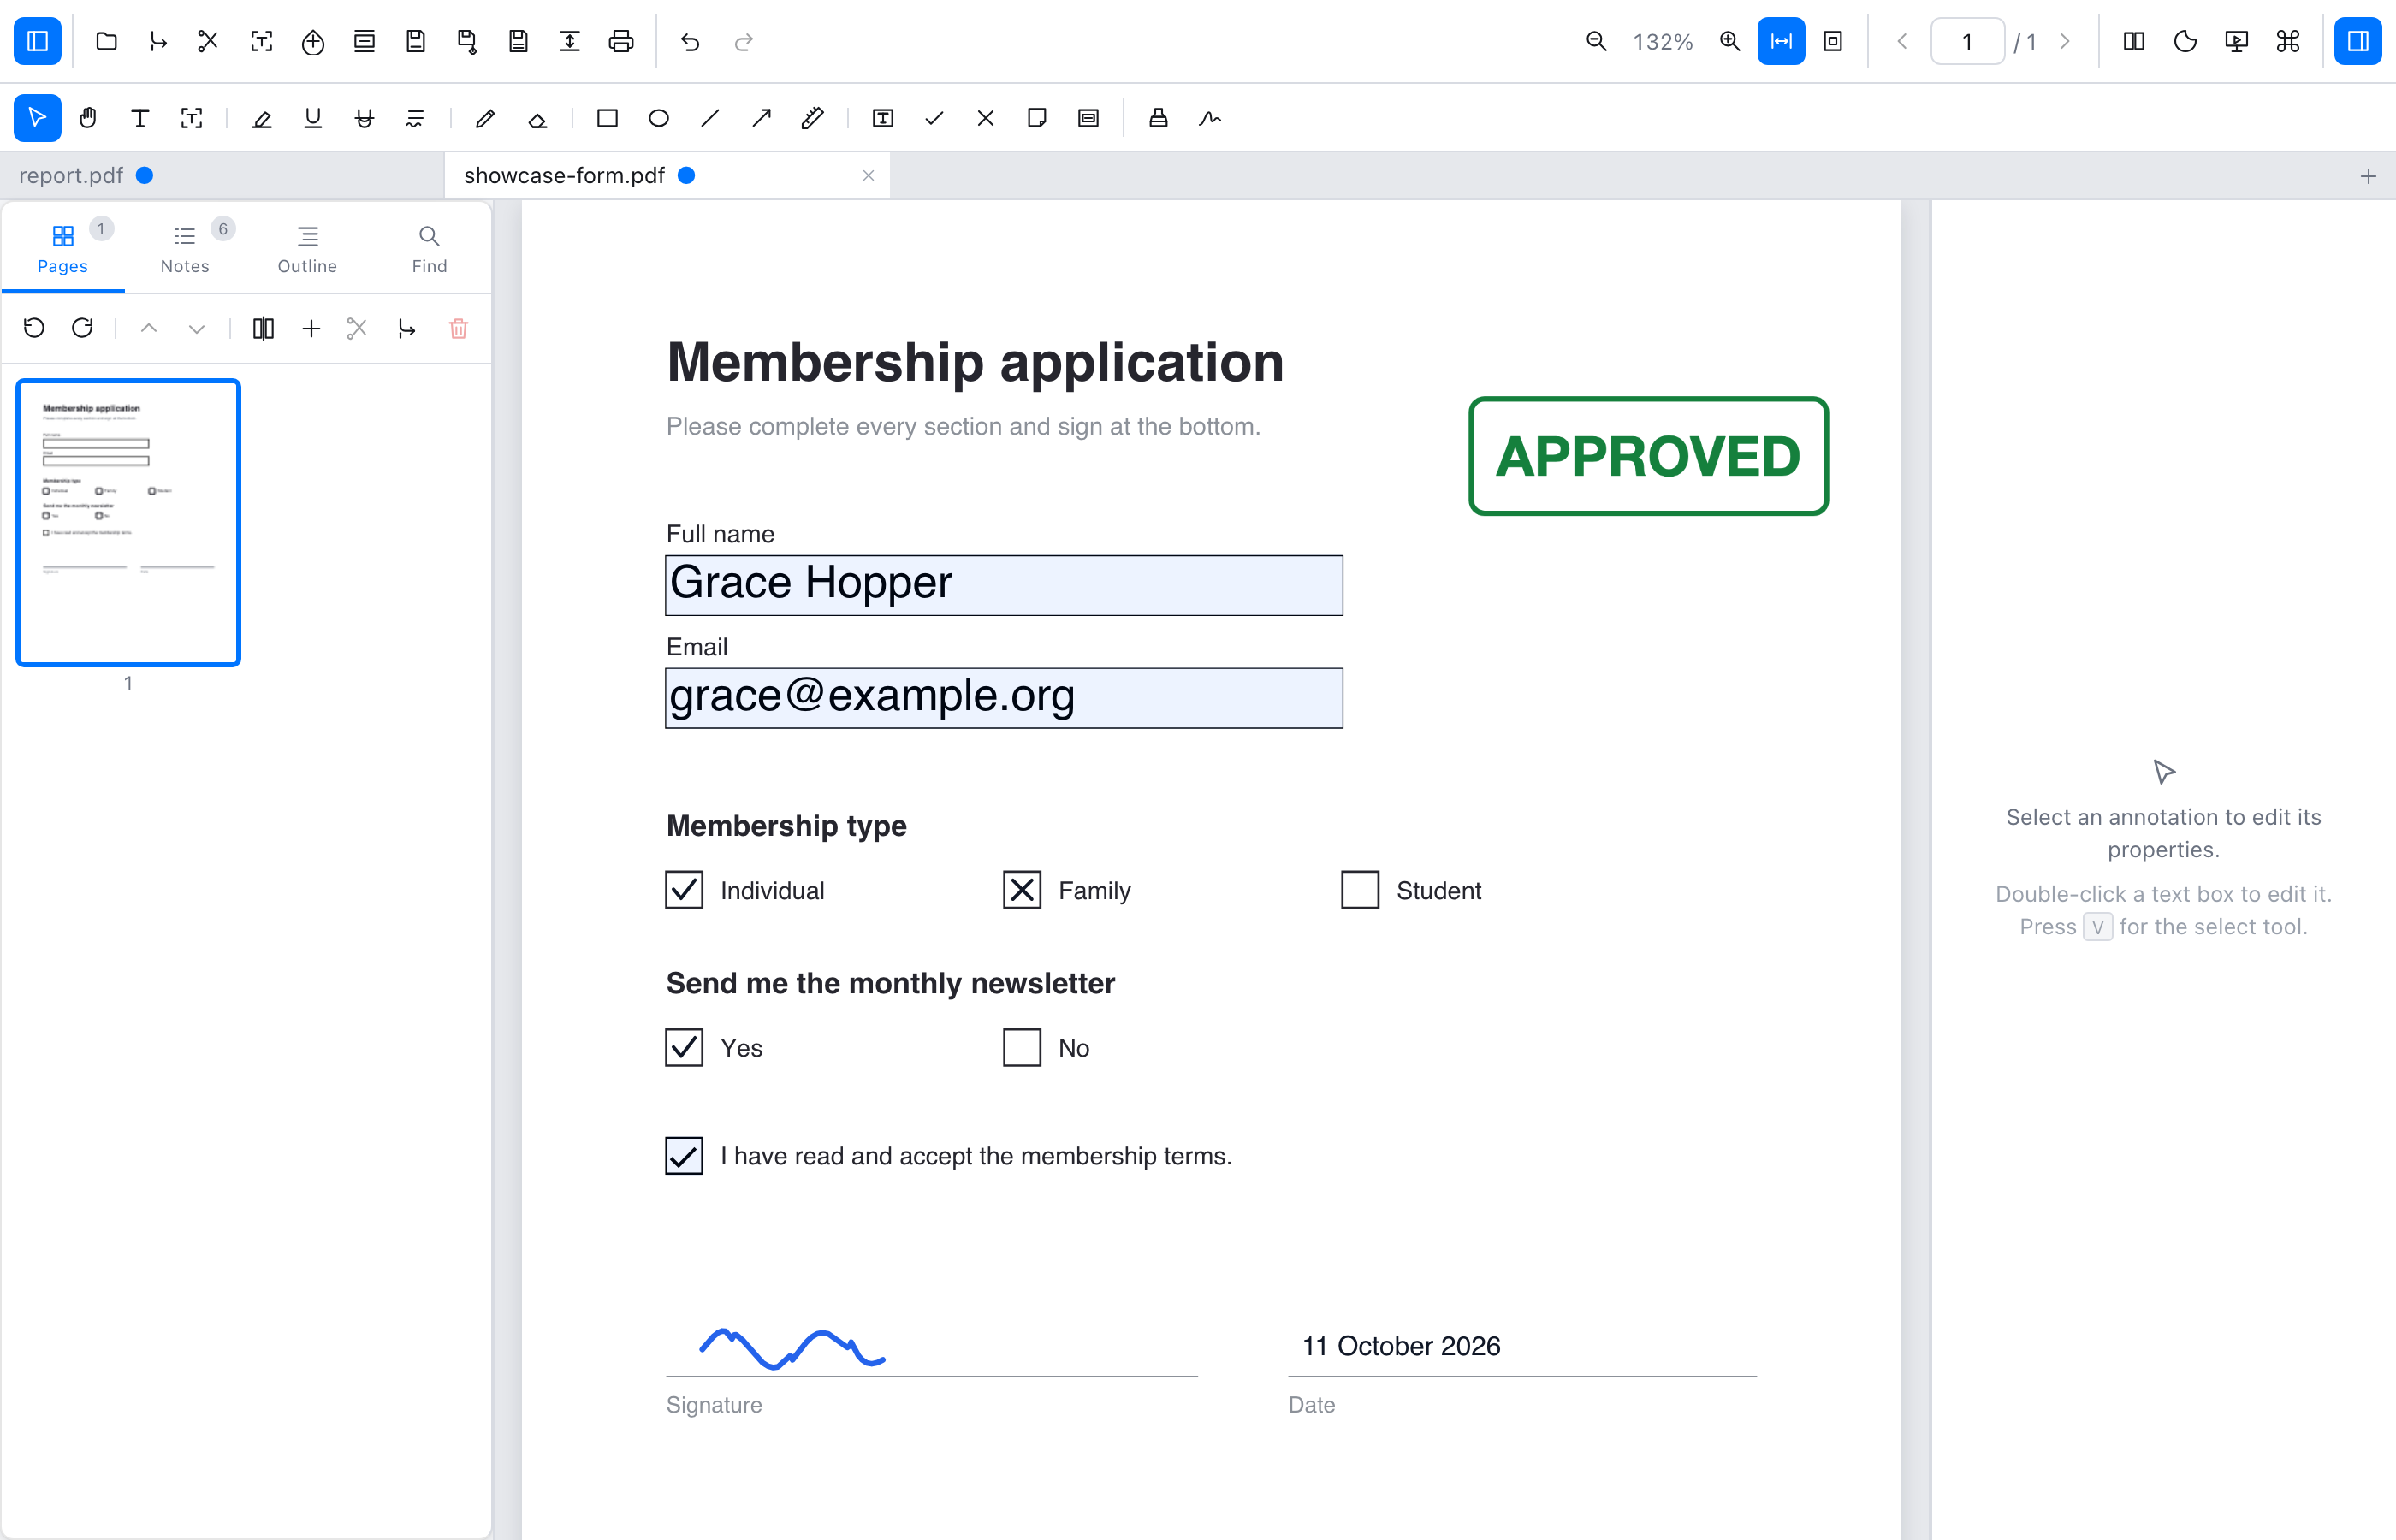 132%
1 / 1
report.pdf
showcase-form.pdf
1
6
Pages
Notes
Outline
Find
Membership application
1
Membership application
Please complete every section and sign at the bottom.
APPROVED
Full name
Grace Hopper
Email
grace@example.org
Membership type
Individual
Family
Student
Send me the monthly newsletter
Yes
No
I have read and accept the membership terms.
11 October 2026
Signature
Date
Select an annotation to edit its
properties.
Double-click a text box to edit it.
Press V for the select tool.